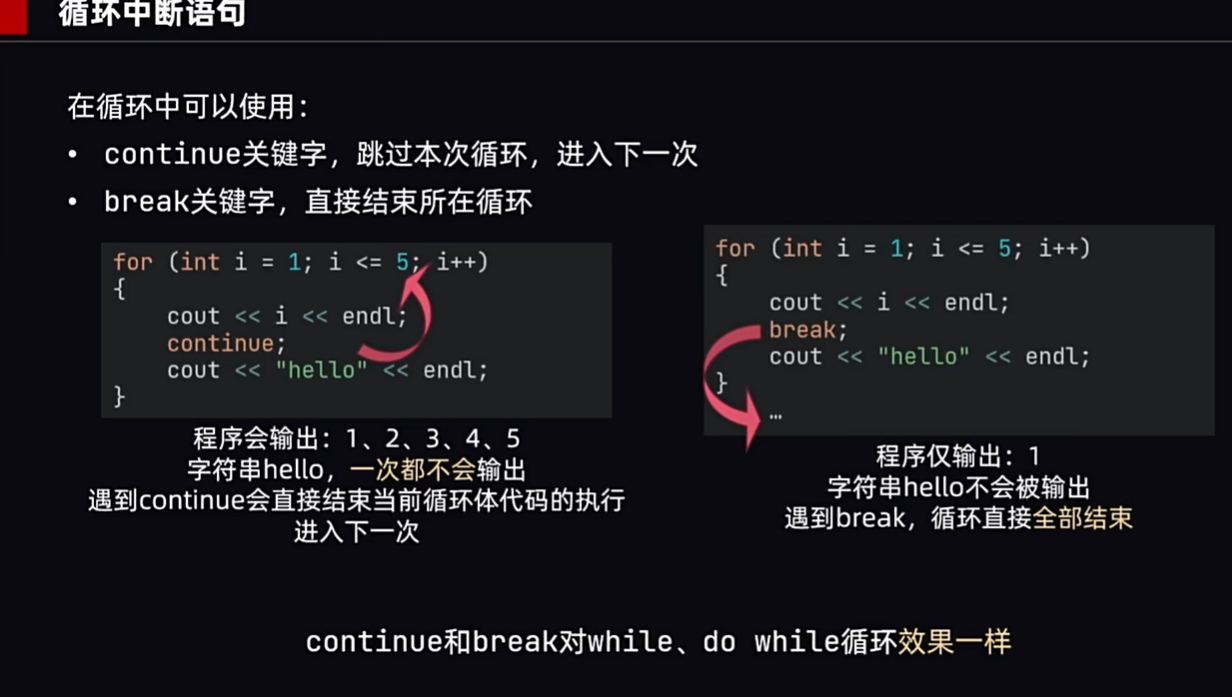 循环中断语句
在循环中可以使用：
• continue关键字，跳过本次循环，进入下一次
• break关键字，直接结束所在循环
for (int i = 1; i <= 5; i++)
{
    cout << i << endl;
    continue;
    cout << "hello" << endl;
}
程序会输出：1、2、3、4、5
字符串hello，一次都不会输出
遇到continue会直接结束当前循环体代码的执行
进入下一次
for (int i = 1; i <= 5; i++)
{
    cout << i << endl;
    break;
    cout << "hello" << endl;
}
…
程序仅输出：1
字符串hello不会被输出
遇到break，循环直接全部结束
continue和break对while、do while循环效果一样